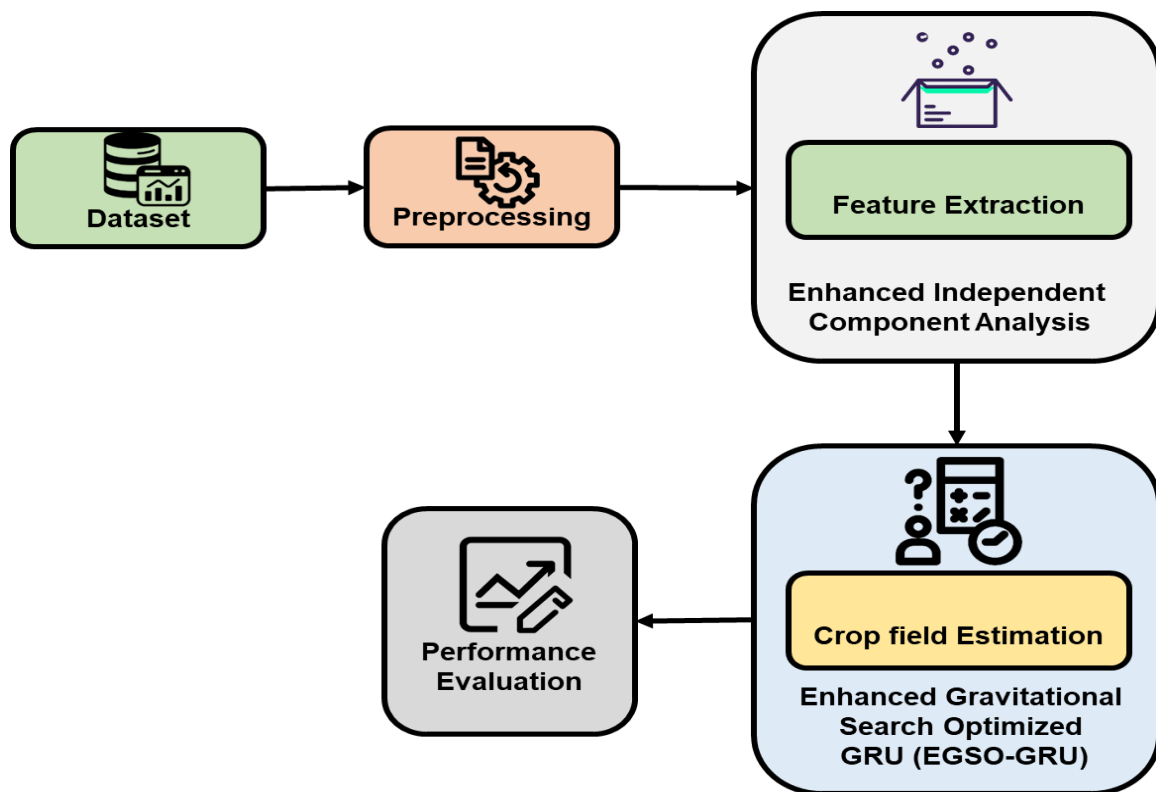 Dataset
Preprocessing
Feature Extraction
Enhanced Independent
Component Analysis
Crop field Estimation
Enhanced Gravitational
Search Optimized
GRU (EGSO-GRU)
Performance
Evaluation